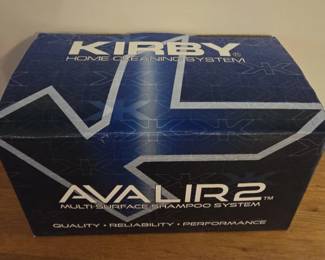 KIRBY®
HOME CLEANING SYSTEM
AVALIR 2™
MULTI-SURFACE SHAMPOO SYSTEM
QUALITY • RELIABILITY • PERFORMANCE